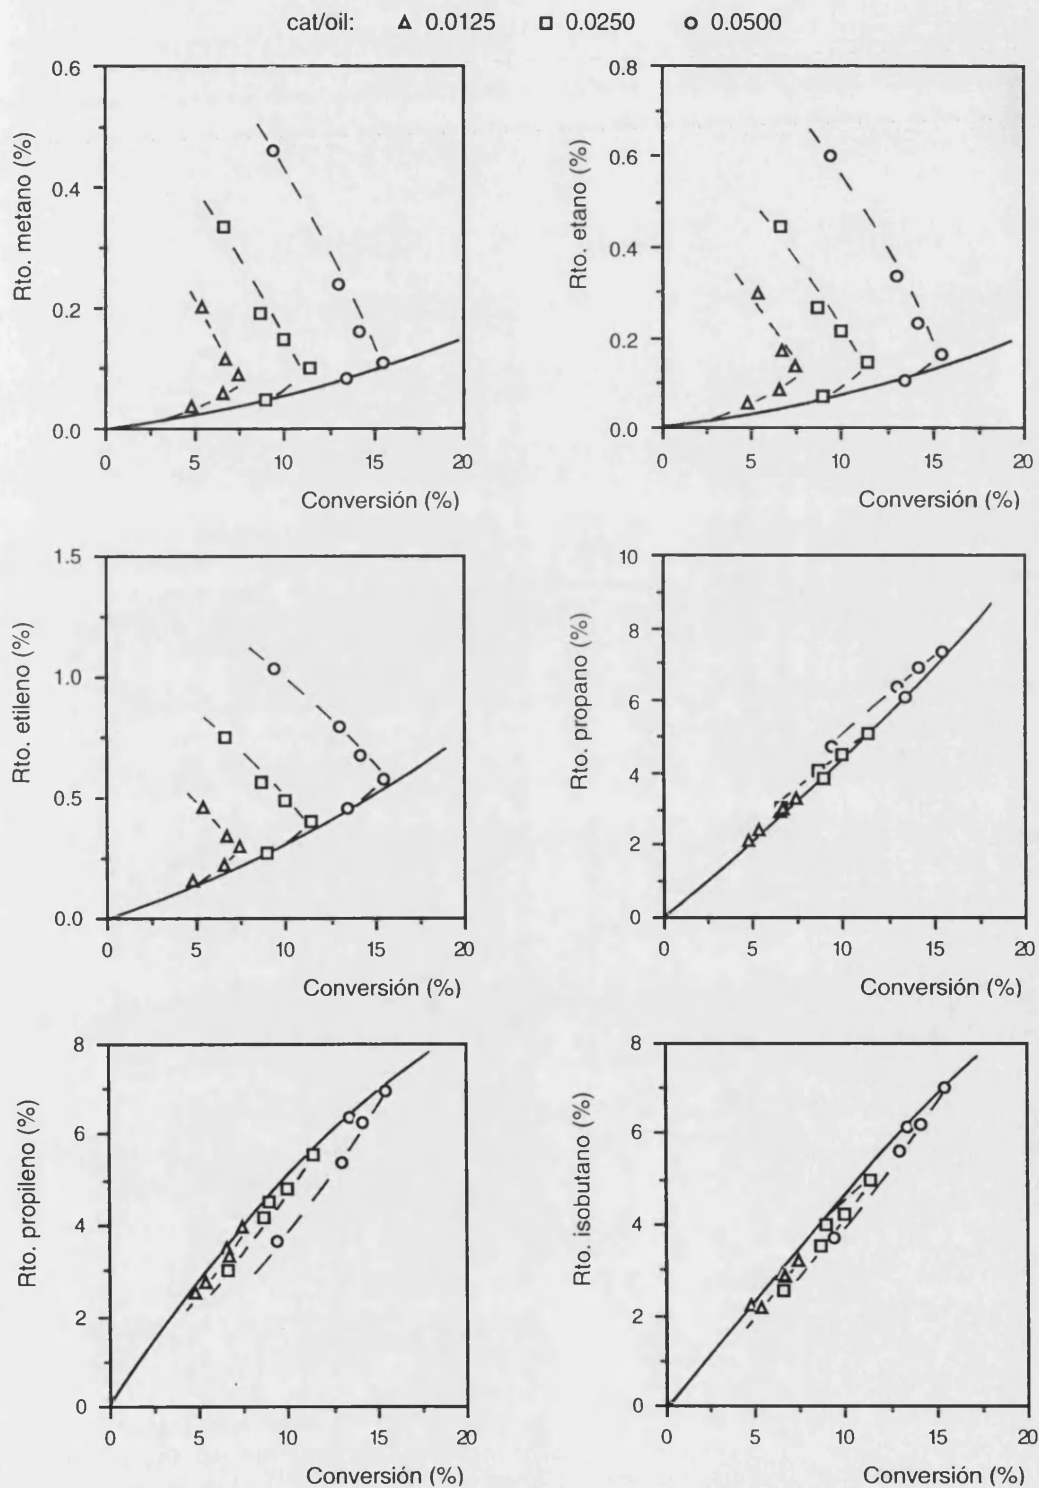 cat/oil: △ 0.0125 □ 0.0250 ○ 0.0500
Rto. metano (%)
0.6
0.4
0.2
0.0
0 5 10 15 20
Conversión (%)
Rto. etano (%)
0.8
0.6
0.4
0.2
0.0
0 5 10 15 20
Conversión (%)
Rto. etileno (%)
1.5
1.0
0.5
0.0
0 5 10 15 20
Conversión (%)
Rto. propano (%)
10
8
6
4
2
0
0 5 10 15 20
Conversión (%)
Rto. propileno (%)
8
6
4
2
0
0 5 10 15 20
Conversión (%)
Rto. isobutano (%)
8
6
4
2
0
0 5 10 15 20
Conversión (%)